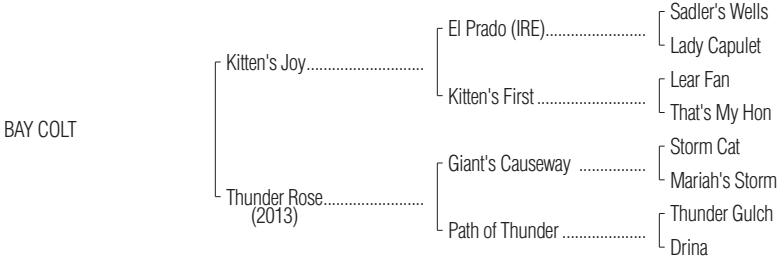 Sadler's Wells
El Prado (IRE)........................
Lady Capulet
Kitten's Joy............................
Lear Fan
Kitten's First..........................
That's My Hon
BAY COLT
Storm Cat
Giant's Causeway ................
Mariah's Storm
Thunder Rose........................
(2013)
Thunder Gulch
Path of Thunder ....................
Drina